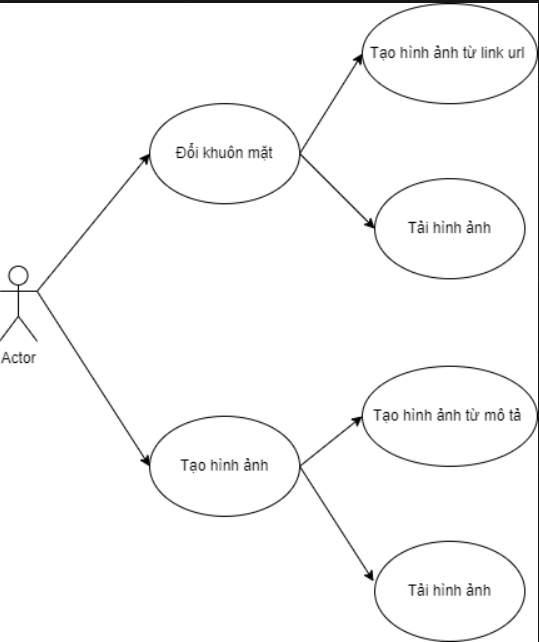 Tạo hình ảnh từ link url
Đổi khuôn mặt
Tải hình ảnh
Actor
Tạo hình ảnh từ mô tả
Tạo hình ảnh
Tải hình ảnh